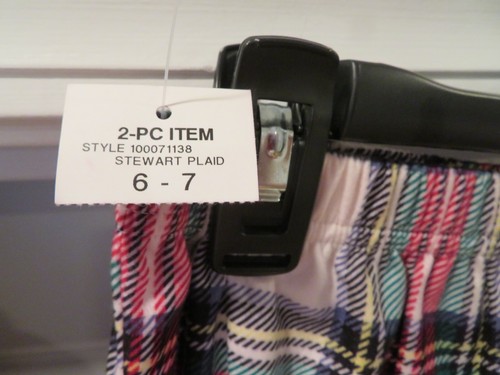 2-PC ITEM
STYLE 100071138
STEWART PLAID
6 - 7